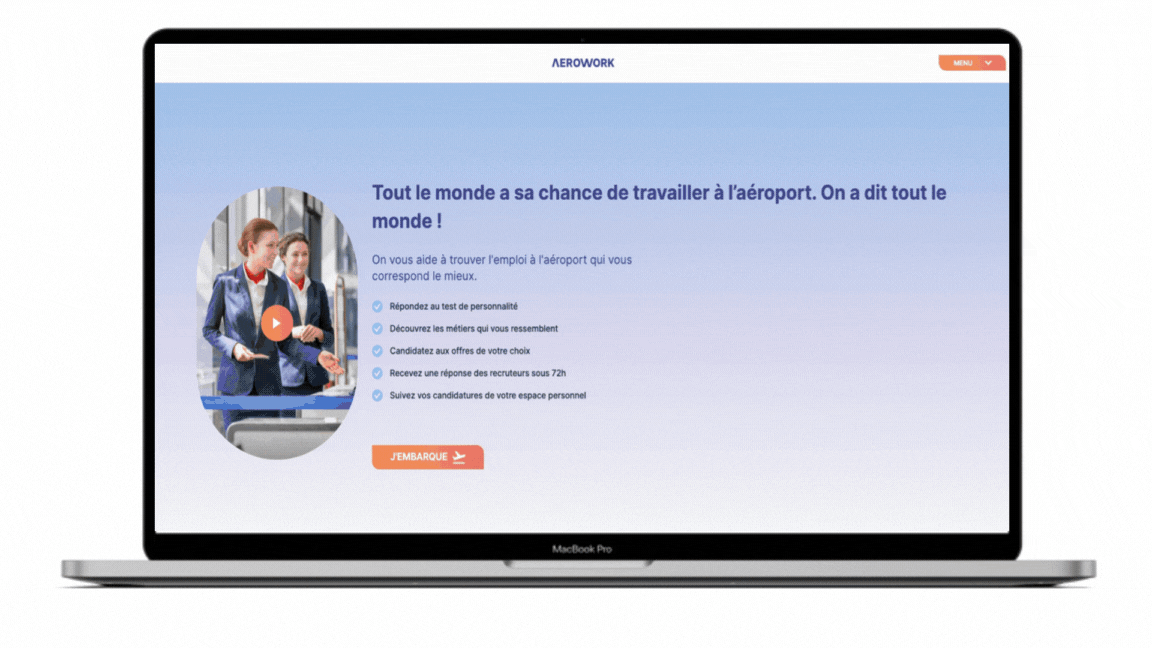 AEROWORK
MENU
Tout le monde a sa chance de travailler à l’aéroport. On a dit tout le
monde !
On vous aide à trouver l'emploi à l'aéroport qui vous
correspond le mieux.
Répondez au test de personnalité
Découvrez les métiers qui vous ressemblent
Candidatez aux offres de votre choix
Recevez une réponse des recruteurs sous 72h
Suivez vos candidatures de votre espace personnel
J'EMBARQUE
MacBook Pro